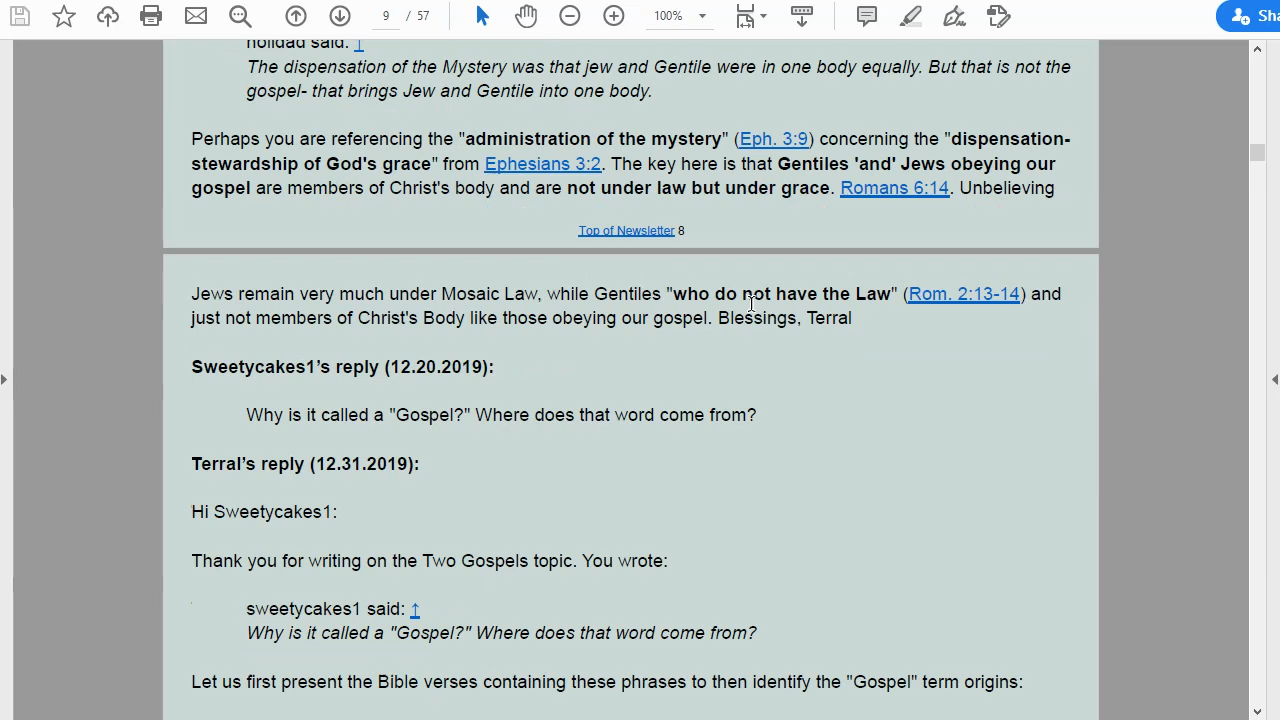 9 / 57
100%
Sha
holidad said: ↑
The dispensation of the Mystery was that jew and Gentile were in one body equally. But that is not the
gospel- that brings Jew and Gentile into one body.
Perhaps you are referencing the "administration of the mystery" (Eph. 3:9) concerning the "dispensation-
stewardship of God's grace" from Ephesians 3:2. The key here is that Gentiles 'and' Jews obeying our
gospel are members of Christ's body and are not under law but under grace. Romans 6:14. Unbelieving
Top of Newsletter 8
Jews remain very much under Mosaic Law, while Gentiles "who do not have the Law" (Rom. 2:13-14) and
just not members of Christ's Body like those obeying our gospel. Blessings, Terral
Sweetycakes1’s reply (12.20.2019):
Why is it called a "Gospel?" Where does that word come from?
Terral’s reply (12.31.2019):
Hi Sweetycakes1:
Thank you for writing on the Two Gospels topic. You wrote:
sweetycakes1 said: ↑
Why is it called a "Gospel?" Where does that word come from?
Let us first present the Bible verses containing these phrases to then identify the "Gospel" term origins: